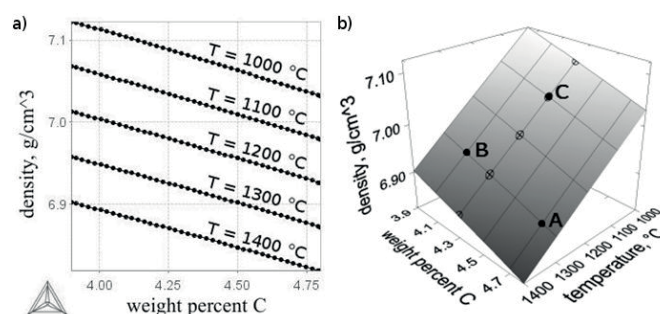 a)
7.1
7.0
6.9
density, g/cm^3
T = 1000 °C
T = 1100 °C
T = 1200 °C
T = 1300 °C
T = 1400 °C
4.00 4.25 4.50 4.75
weight percent C
b)
7.10
7.00
6.90
density, g/cm^3
C
B
A
3.9
4.1
4.3
4.5
4.7
weight percent C
1400
1300
1200
1100
1000
temperature, °C